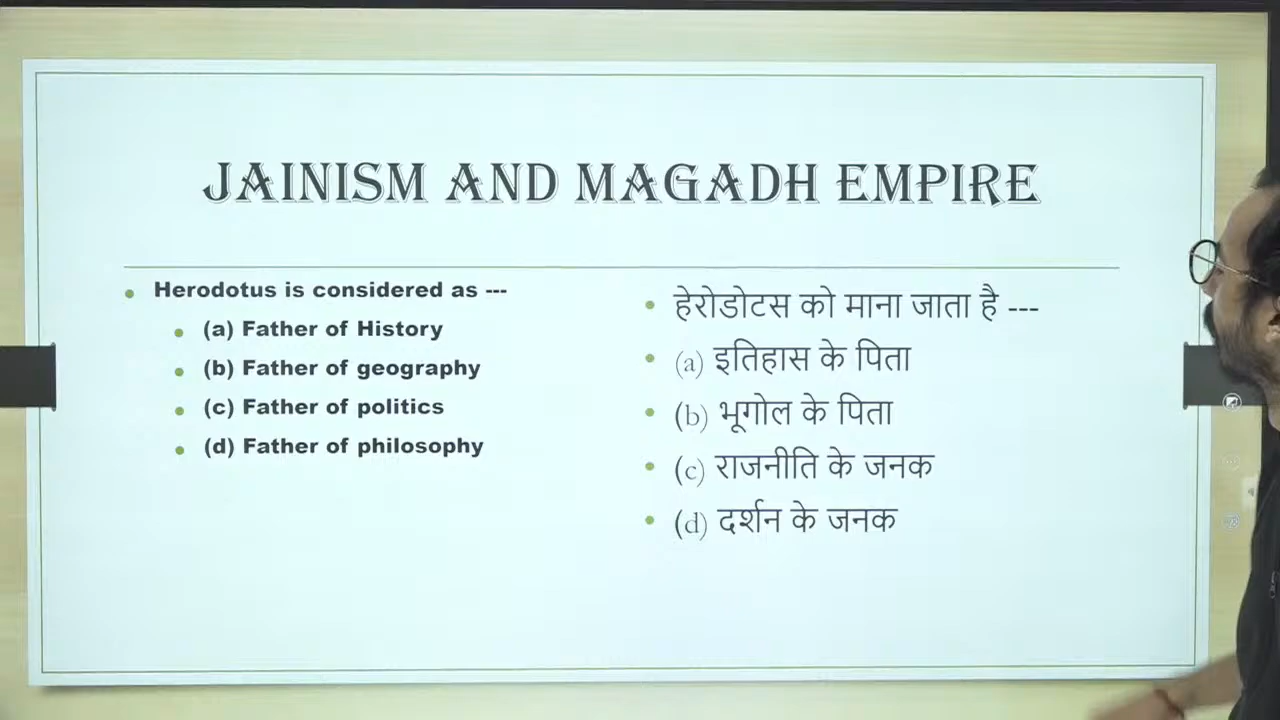 JAINISM AND MAGADH EMPIRE
Herodotus is considered as ---
(a) Father of History
(b) Father of geography
(c) Father of politics
(d) Father of philosophy
हेरोडोटस को माना जाता है ---
(a) इतिहास के पिता
(b) भूगोल के पिता
(c) राजनीति के जनक
(d) दर्शन के जनक